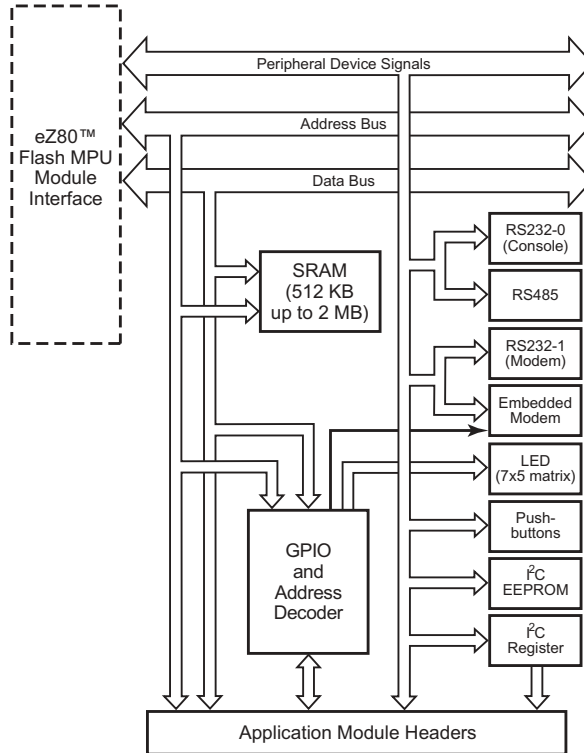 Peripheral Device Signals
Address Bus
Data Bus
eZ80™
Flash MPU
Module
Interface
SRAM
(512 KB
up to 2 MB)
RS232-0
(Console)
RS485
RS232-1
(Modem)
Embedded
Modem
LED
(7x5 matrix)
Push-
buttons
I²C
EEPROM
I²C
Register
GPIO
and
Address
Decoder
Application Module Headers